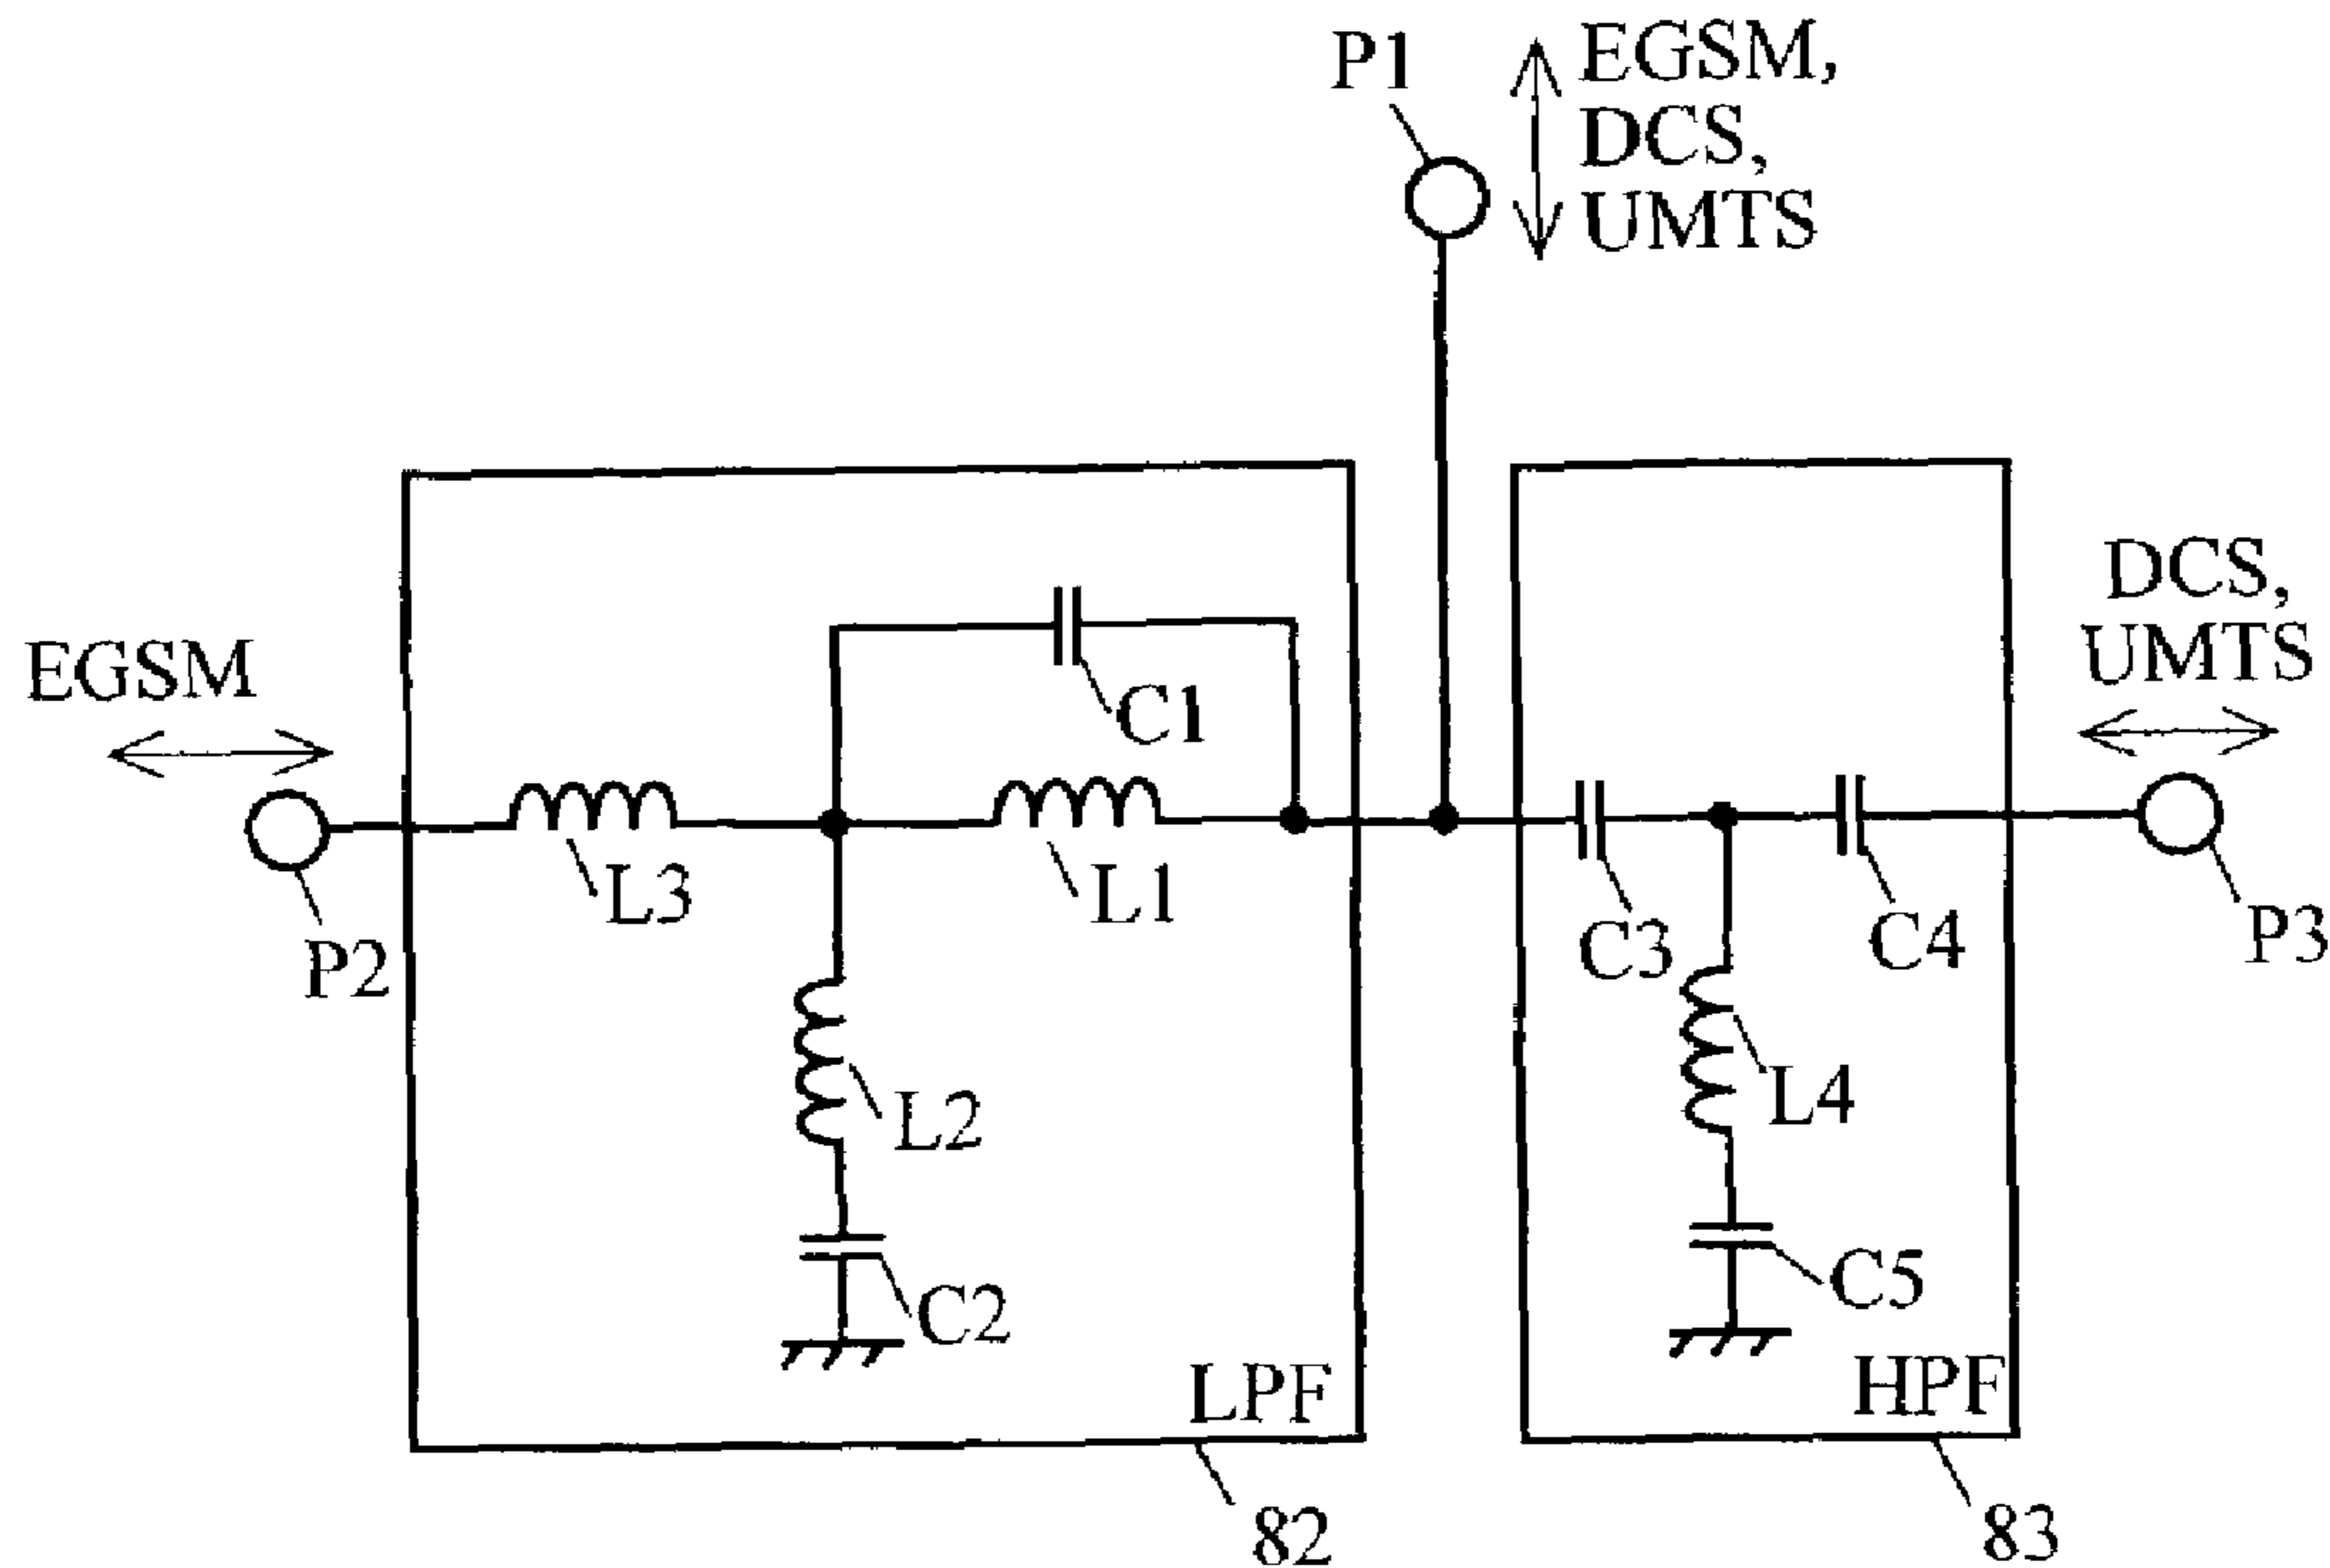 P1
EGSM,
DCS,
UMTS
DCS,
UMTS
EGSM
C1
L3
L1
C3
C4
P3
P2
L2
L4
C2
C5
LPF
HPF
82
83